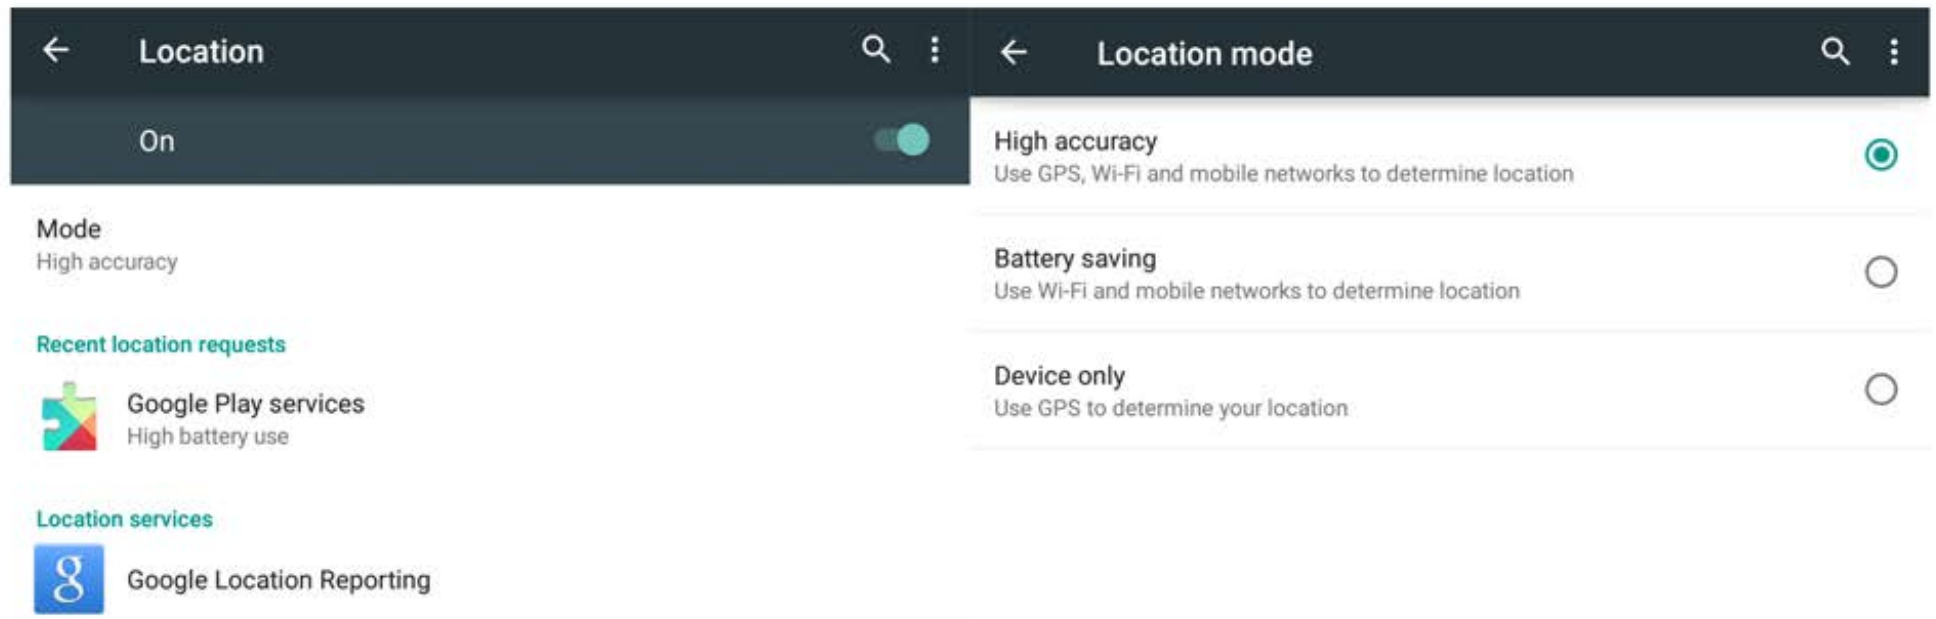 Location
On
Mode
High accuracy
Recent location requests
Google Play services
High battery use
Location services
g
Google Location Reporting
Location mode
High accuracy
Use GPS, Wi-Fi and mobile networks to determine location
Battery saving
Use Wi-Fi and mobile networks to determine location
Device only
Use GPS to determine your location